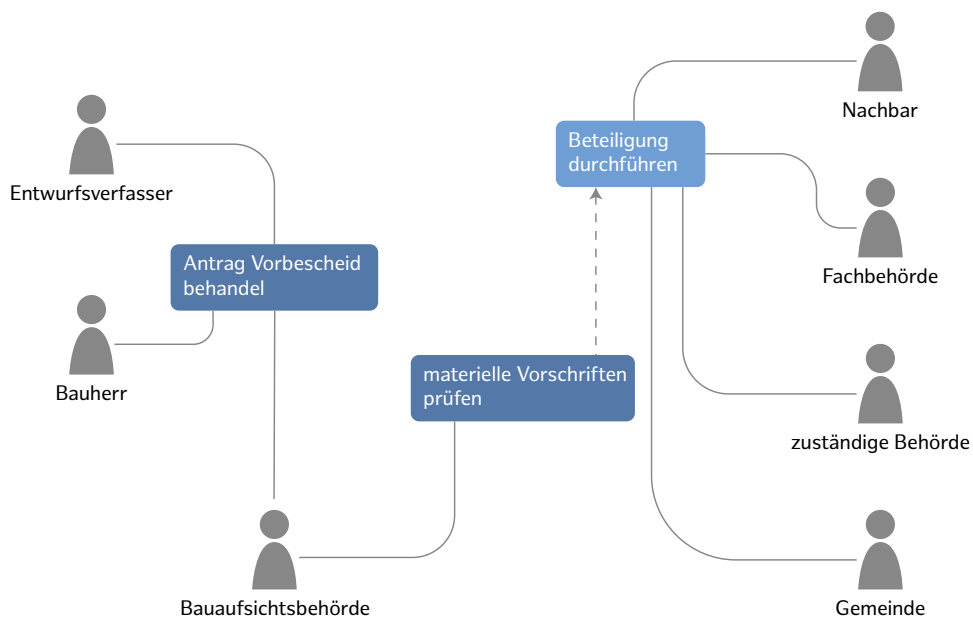 Nachbar
Beteiligung
durchführen
Entwurfsverfasser
Antrag Vorbescheid
behandel
Fachbehörde
Bauherr
materielle Vorschriften
prüfen
zuständige Behörde
Bauaufsichtsbehörde
Gemeinde